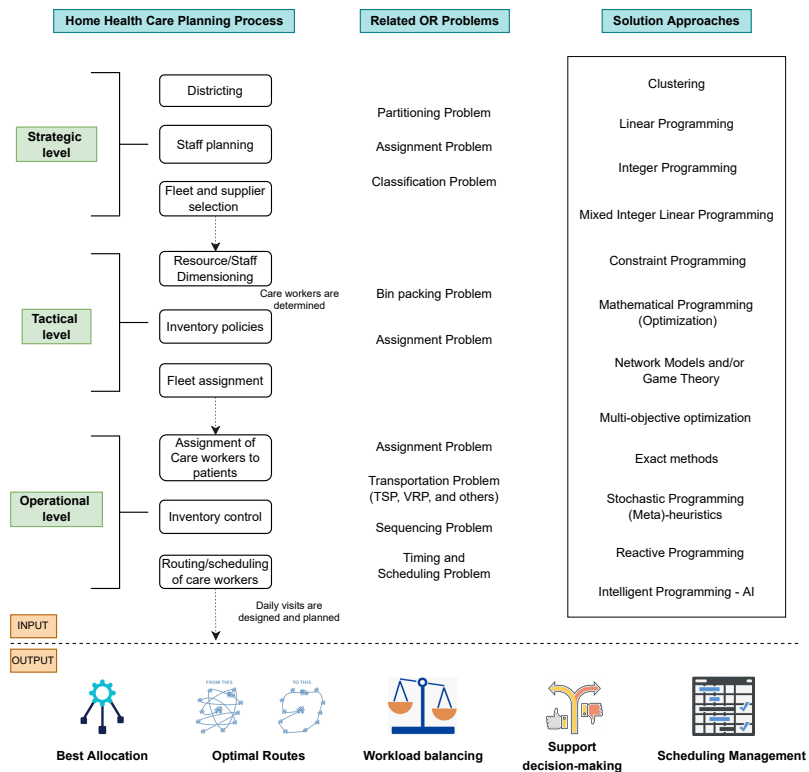 Home Health Care Planning Process
Related OR Problems
Solution Approaches
Strategic
level
Districting
Staff planning
Fleet and supplier
selection
Partitioning Problem
Assignment Problem
Classification Problem
Tactical
level
Resource/Staff
Dimensioning
Care workers are
determined
Inventory policies
Fleet assignment
Bin packing Problem
Assignment Problem
Operational
level
Assignment of
Care workers to
patients
Inventory control
Routing/scheduling
of care workers
Daily visits are
designed and planned
Assignment Problem
Transportation Problem
(TSP, VRP, and others)
Sequencing Problem
Timing and
Scheduling Problem
Clustering
Linear Programming
Integer Programming
Mixed Integer Linear Programming
Constraint Programming
Mathematical Programming
(Optimization)
Network Models and/or
Game Theory
Multi-objective optimization
Exact methods
Stochastic Programming
(Meta)-heuristics
Reactive Programming
Intelligent Programming - AI
INPUT
OUTPUT
FROM THIS
TO THIS
Best Allocation
Optimal Routes
Workload balancing
Support
decision-making
Scheduling Management